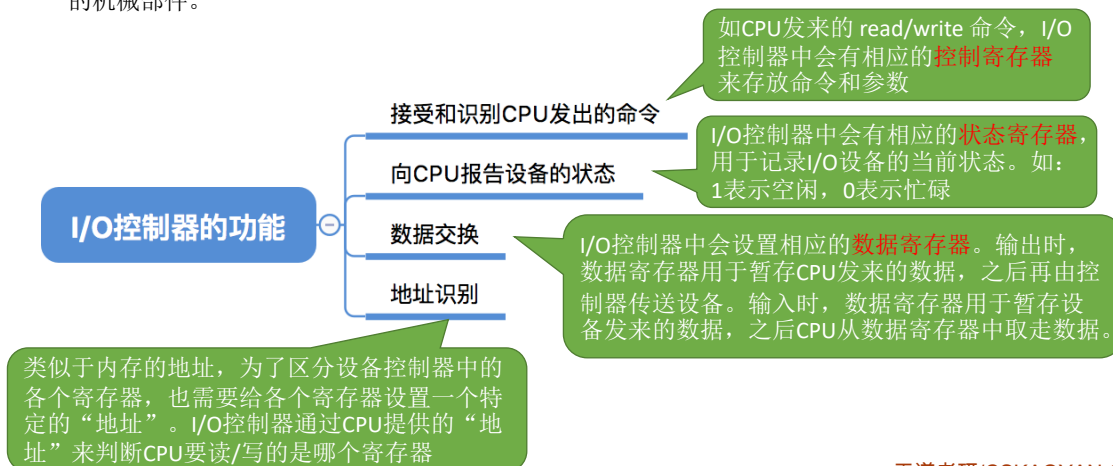 的机械部件。
如CPU发来的 read/write 命令，I/O
控制器中会有相应的控制寄存器
来存放命令和参数
接受和识别CPU发出的命令
I/O控制器中会有相应的状态寄存器，
用于记录I/O设备的当前状态。如：
1表示空闲，0表示忙碌
向CPU报告设备的状态
I/O控制器的功能
数据交换
I/O控制器中会设置相应的数据寄存器。输出时，
数据寄存器用于暂存CPU发来的数据，之后再由控
制器传送设备。输入时，数据寄存器用于暂存设
备发来的数据，之后CPU从数据寄存器中取走数据。
地址识别
类似于内存的地址，为了区分设备控制器中的
各个寄存器，也需要给各个寄存器设置一个特
定的“地址”。I/O控制器通过CPU提供的“地
址”来判断CPU要读/写的是哪个寄存器